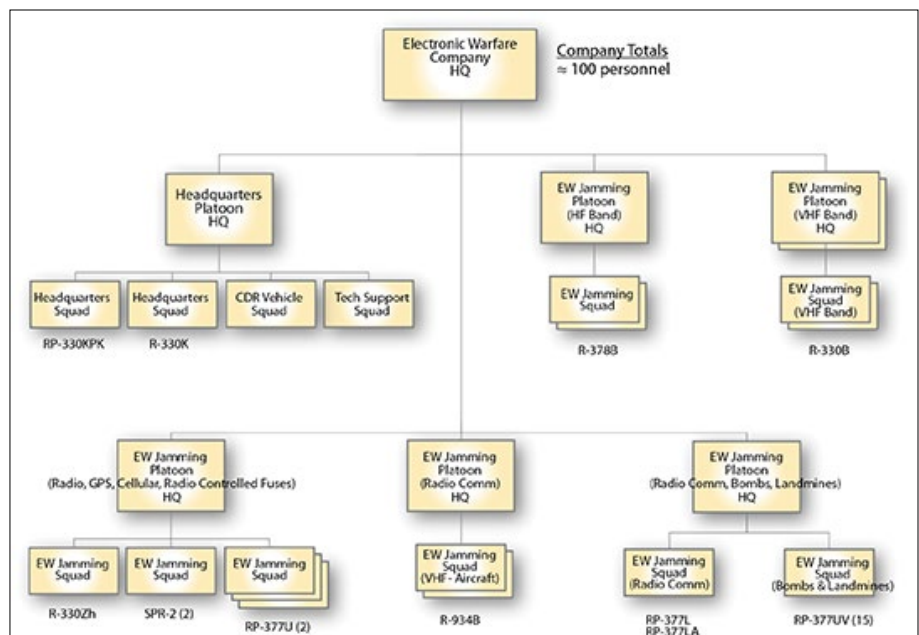 Electronic Warfare
Company
HQ
Company Totals
≈ 100 personnel
Headquarters
Platoon
HQ
EW Jamming
Platoon
(HF Band)
HQ
EW Jamming
Platoon
(VHF Band)
HQ
Headquarters
Squad
Headquarters
Squad
CDR Vehicle
Squad
Tech Support
Squad
EW Jamming
Squad
EW Jamming
Squad
(VHF Band)
RP-330KPK
R-330K
R-378B
R-330B
EW Jamming
Platoon
(Radio, GPS, Cellular, Radio Controlled Fuses)
HQ
EW Jamming
Platoon
(Radio Comm)
HQ
EW Jamming
Platoon
(Radio Comm, Bombs, Landmines)
HQ
EW Jamming
Squad
EW Jamming
Squad
EW Jamming
Squad
EW Jamming
Squad
(VHF- Aircraft)
EW Jamming
Squad
(Radio Comm)
EW Jamming
Squad
(Bombs & Landmines)
R-330Zh
SPR-2 (2)
RP-377U (2)
R-934B
RP-377L
RP-377LA
RP-377UV (15)